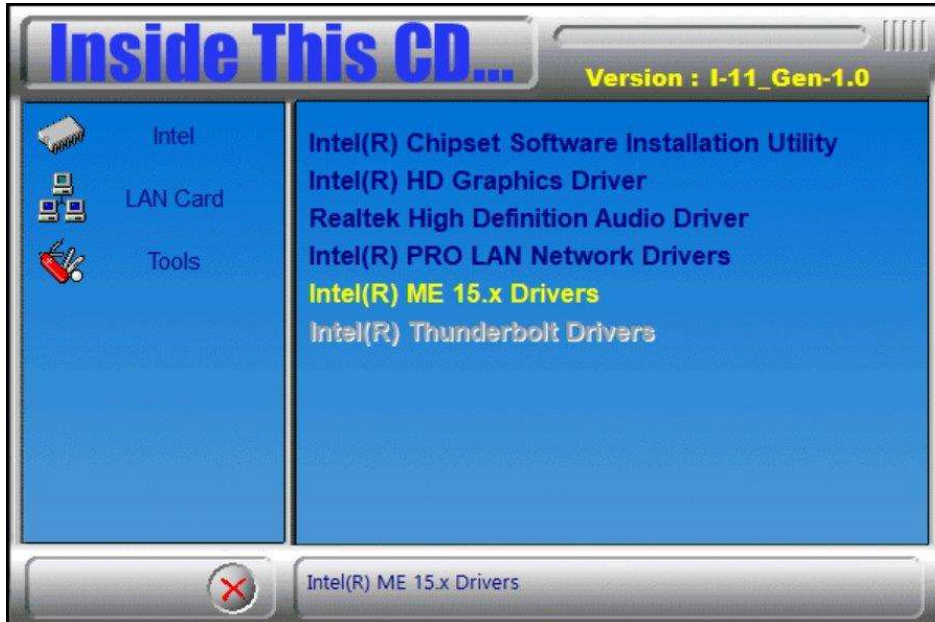 Inside This CD...
Version : I-11_Gen-1.0
Intel
LAN Card
Tools
Intel(R) Chipset Software Installation Utility
Intel(R) HD Graphics Driver
Realtek High Definition Audio Driver
Intel(R) PRO LAN Network Drivers
Intel(R) ME 15.x Drivers
Intel(R) Thunderbolt Drivers
Intel(R) ME 15.x Drivers